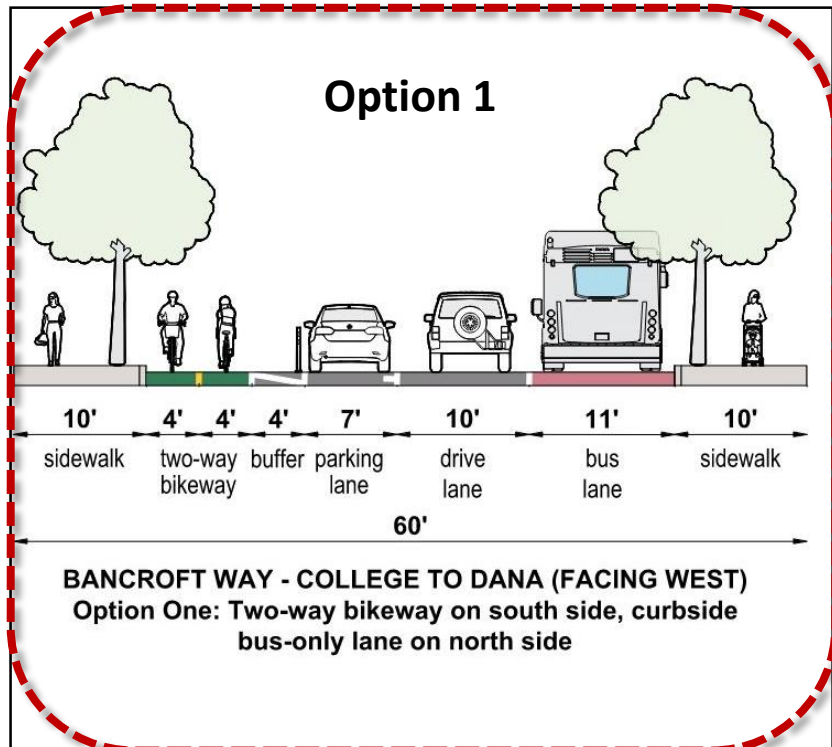 Option 1
10' 4' 4' 4' 7' 10' 11' 10'
sidewalk two-way buffer parking drive bus sidewalk
bikeway lane lane lane
60'
BANCROFT WAY - COLLEGE TO DANA (FACING WEST)
Option One: Two-way bikeway on south side, curbside
bus-only lane on north side